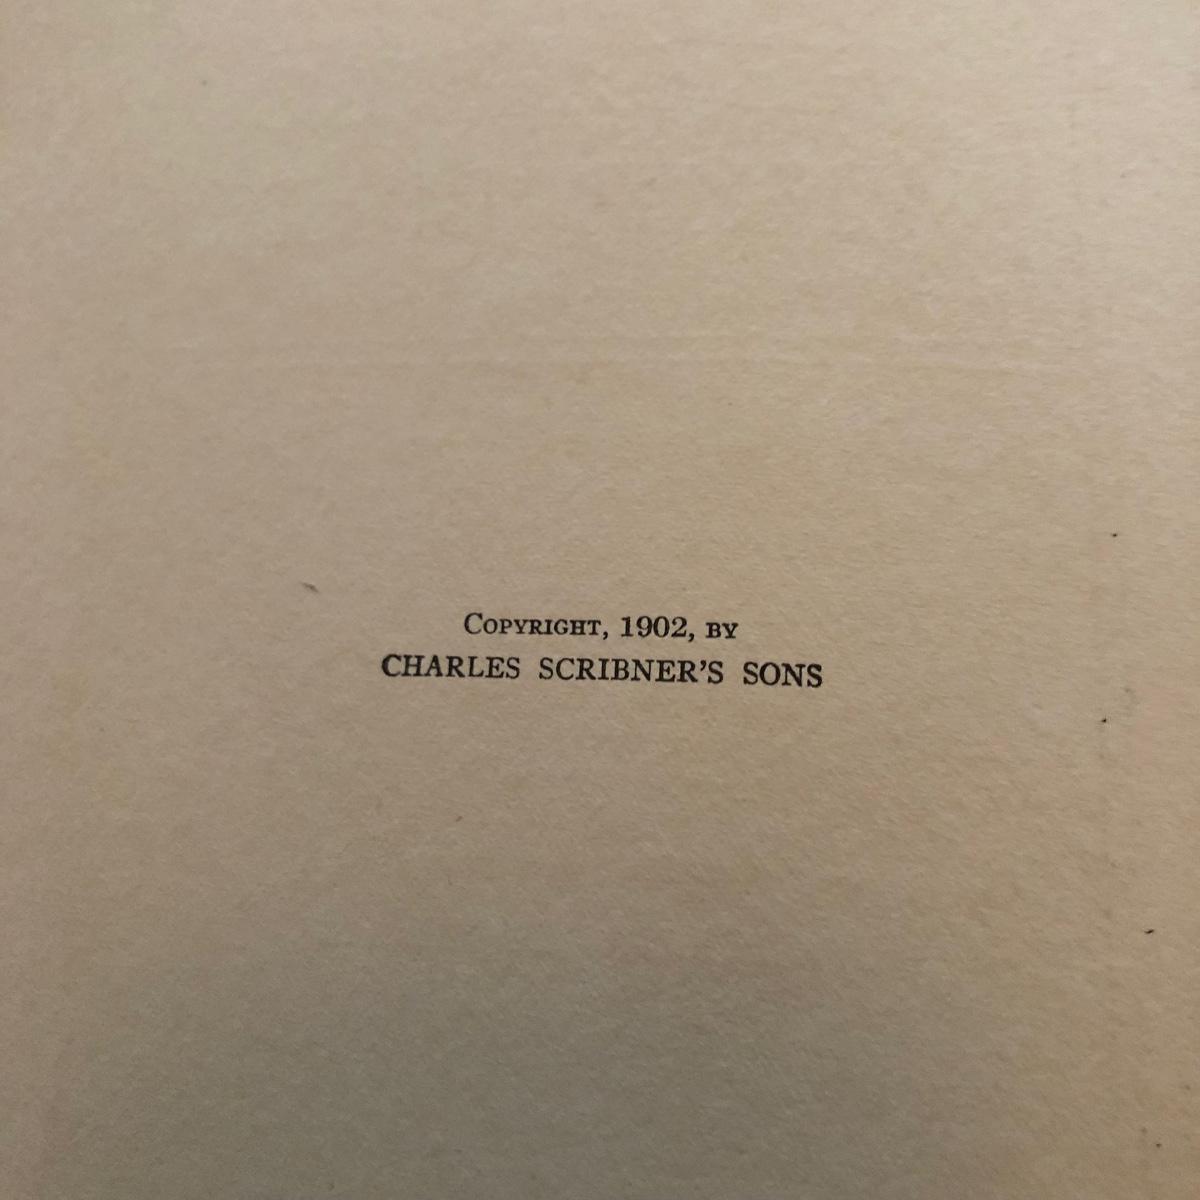 Copyright, 1902, by
CHARLES SCRIBNER'S SONS